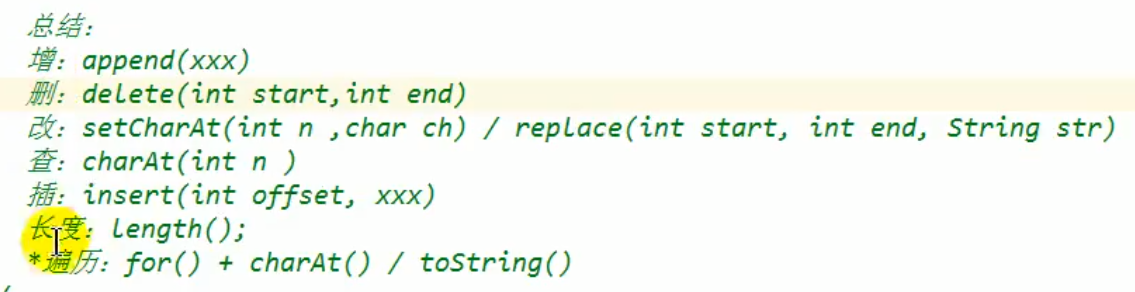 总结：
增：append(xxx)
删：delete(int start,int end)
改：setCharAt(int n ,char ch) / replace(int start, int end, String str)
查：charAt(int n )
插：insert(int offset, xxx)
长度：length();
*遍历：for() + charAt() / toString()